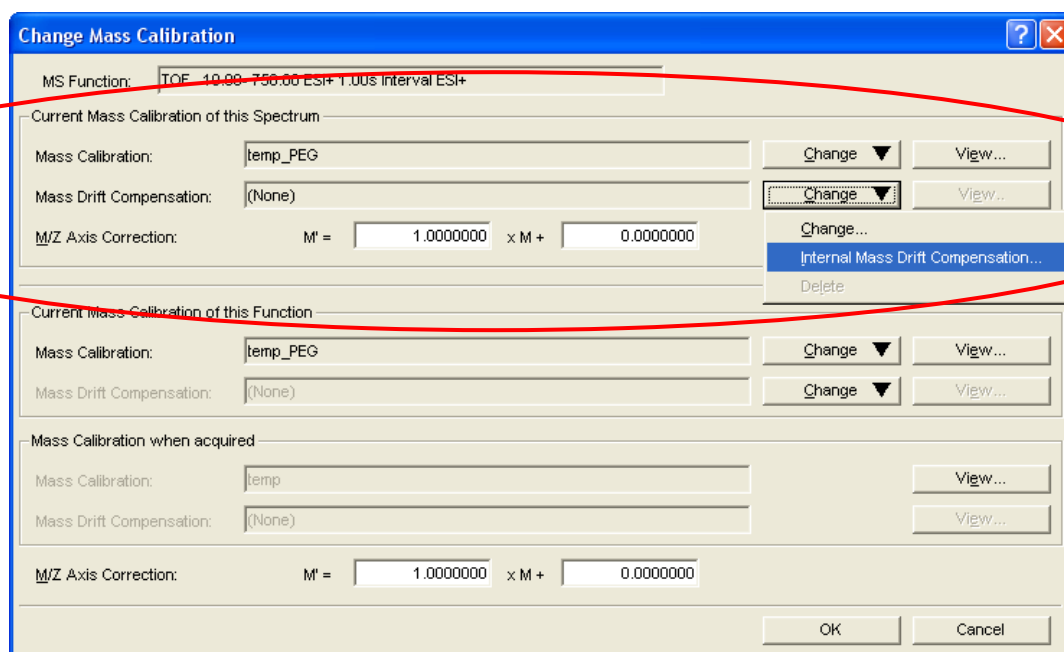 Change Mass Calibration
MS Function: TOF 10.00- 750.00 ESI+ 1.00s Interval ESI+
Current Mass Calibration of this Spectrum
Mass Calibration: temp_PEG Change View...
Mass Drift Compensation: (None) Change View...
M/Z Axis Correction: M' = 1.0000000 x M + 0.0000000
Change...
Internal Mass Drift Compensation...
Delete
Current Mass Calibration of this Function
Mass Calibration: temp_PEG Change View...
Mass Drift Compensation: (None) Change View...
Mass Calibration when acquired
Mass Calibration: temp View...
Mass Drift Compensation: (None) View...
M/Z Axis Correction: M' = 1.0000000 x M + 0.0000000
OK Cancel